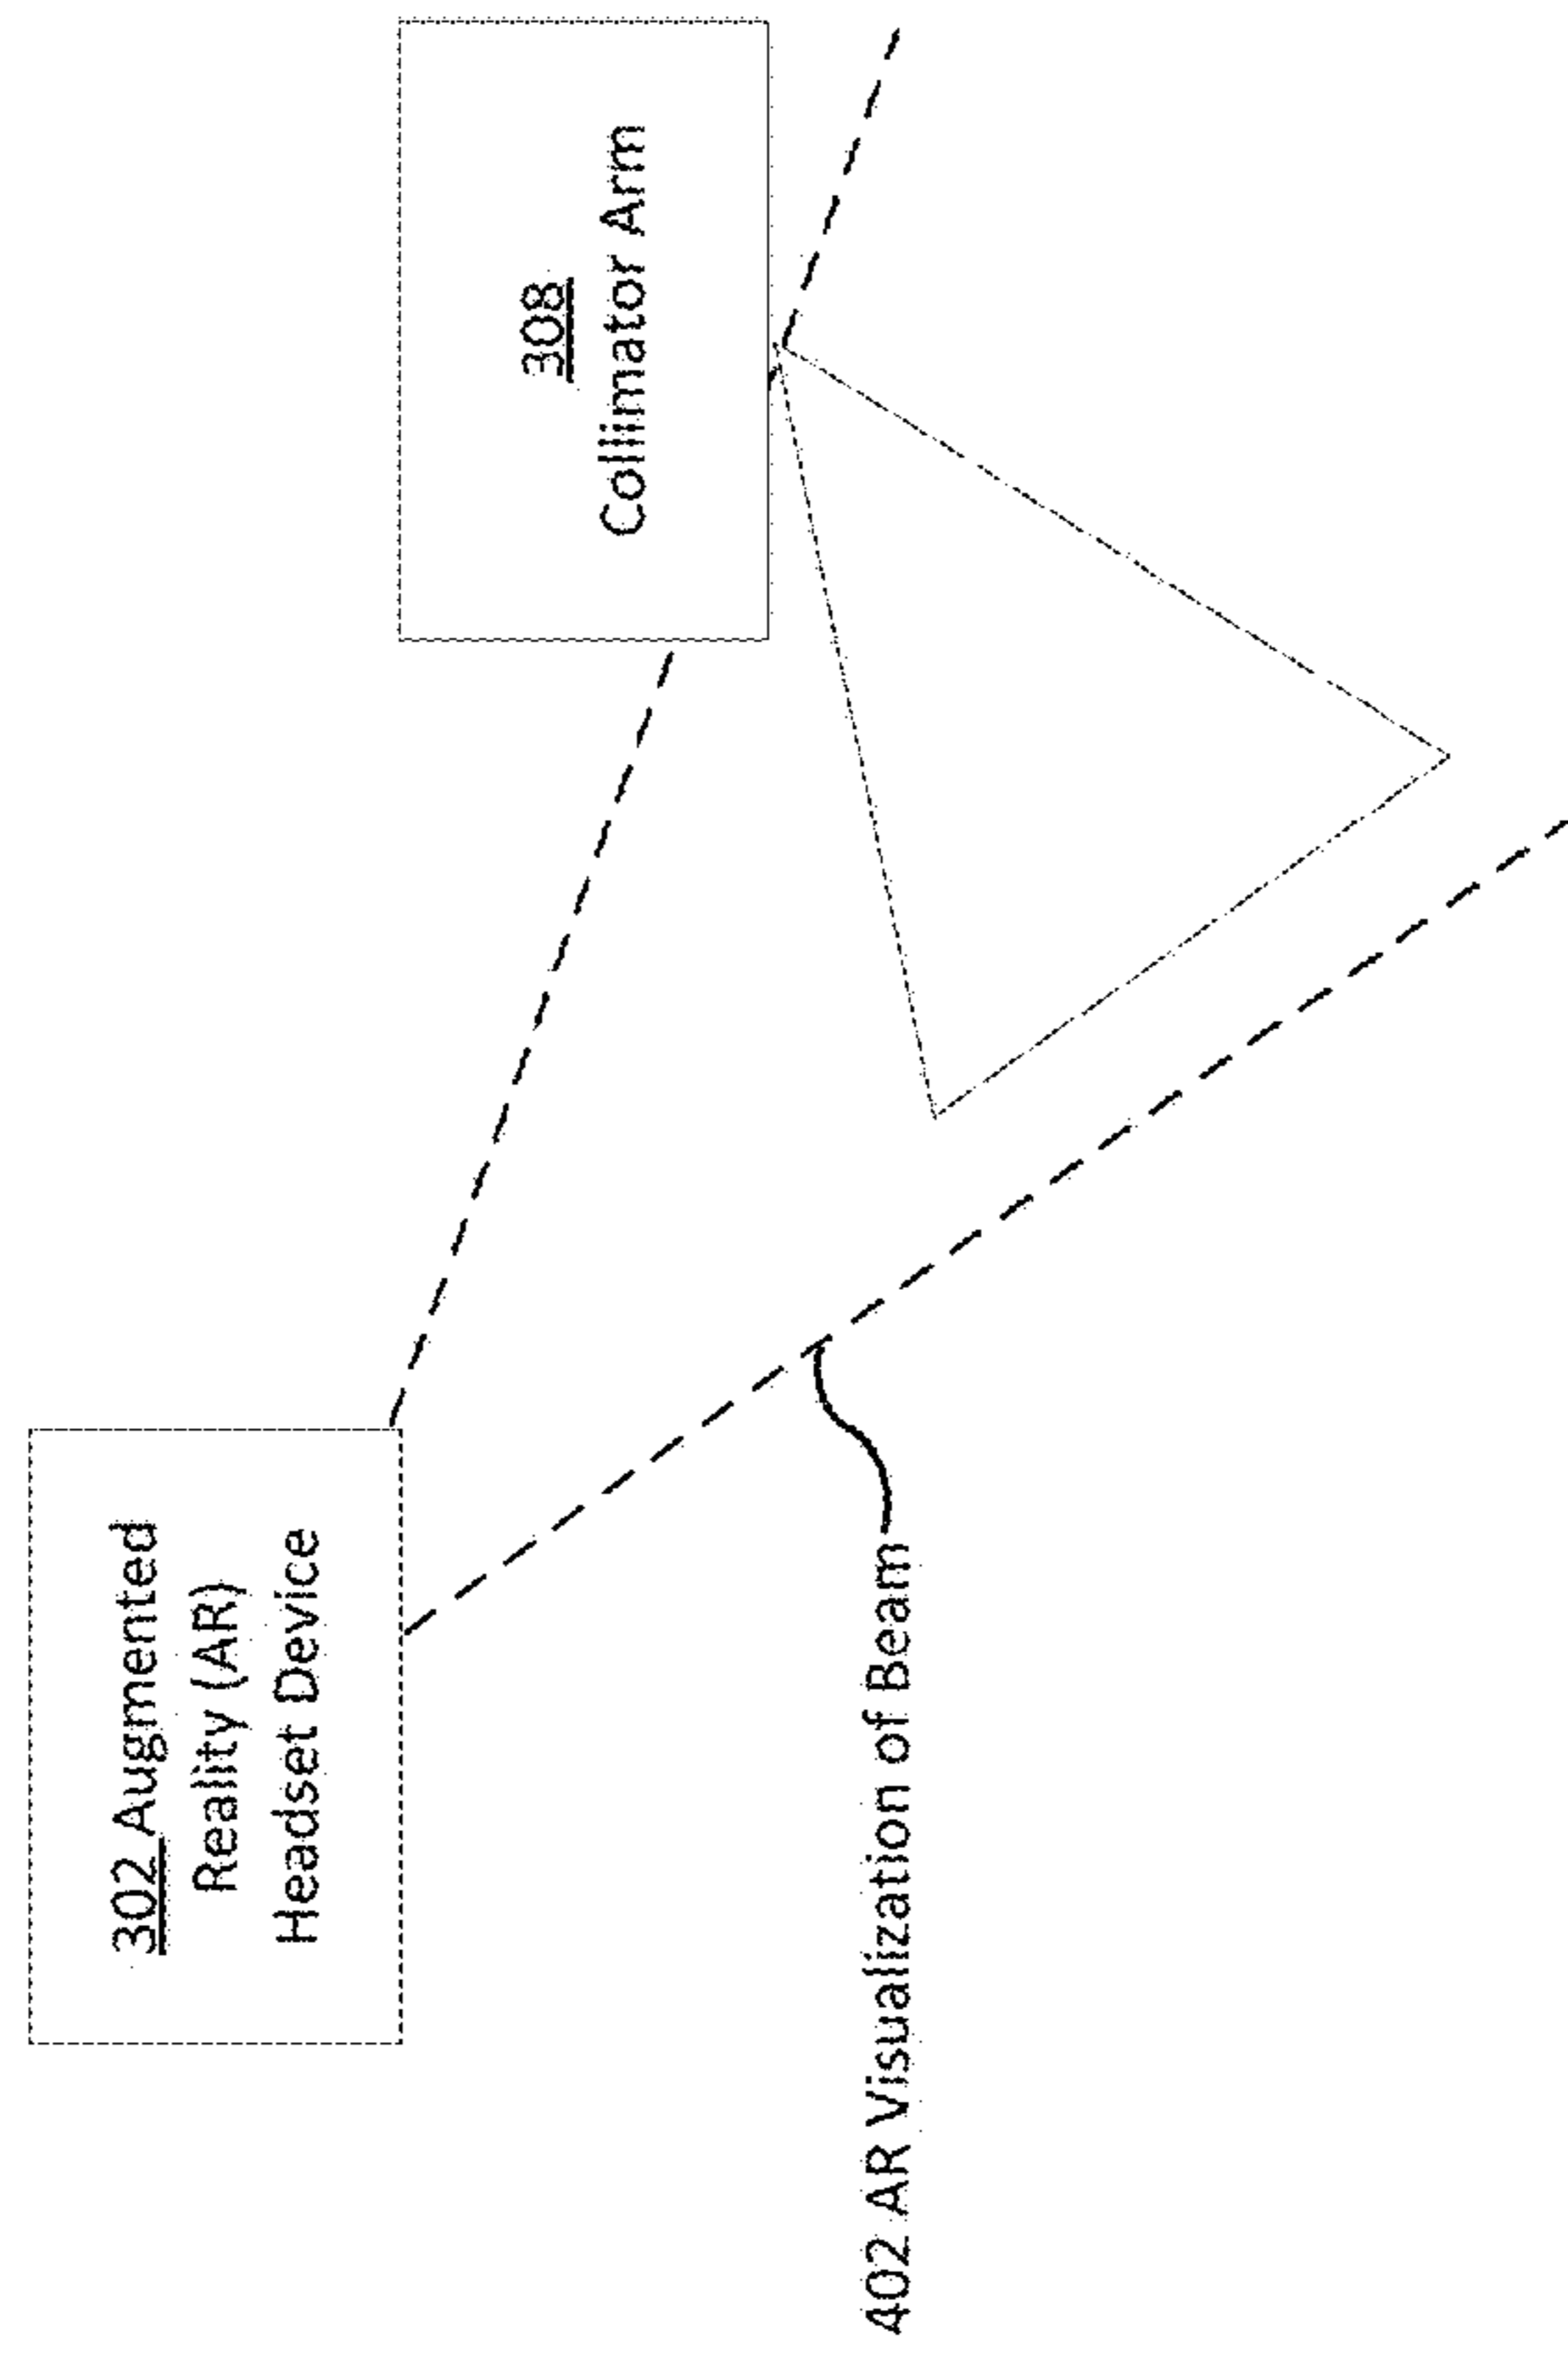 302 Augmented
Reality (AR)
Headset Device
308
Collimator Arm
402 AR Visualization of Beam